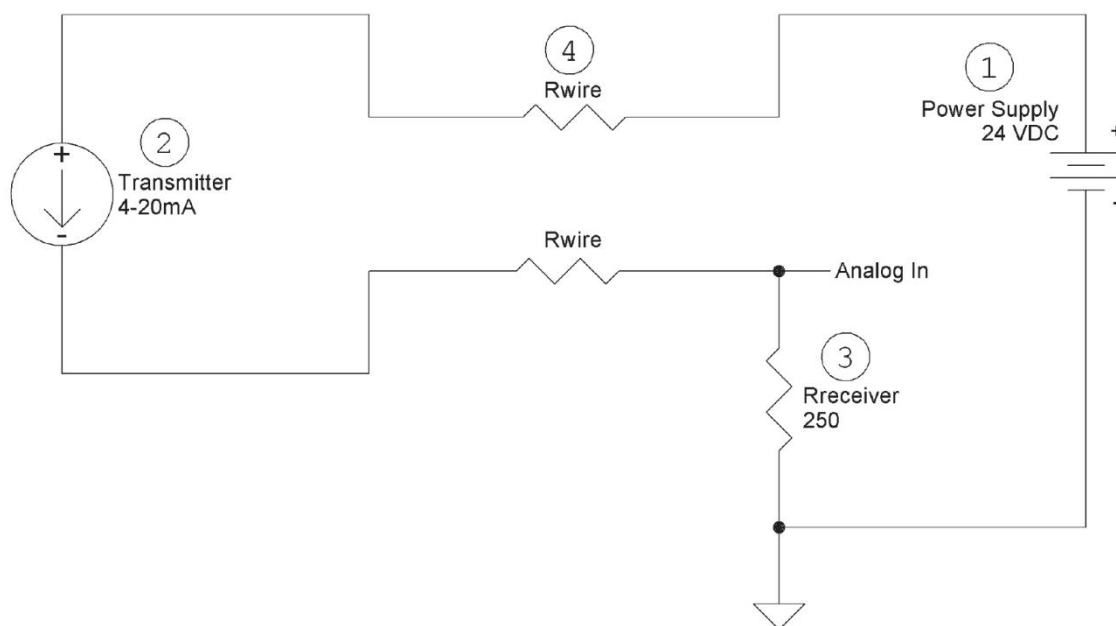 4
Rwire
1
Power Supply
24 VDC
+
-
2
+
Transmitter
4-20mA
-
Rwire
Analog In
3
Rreceiver
250